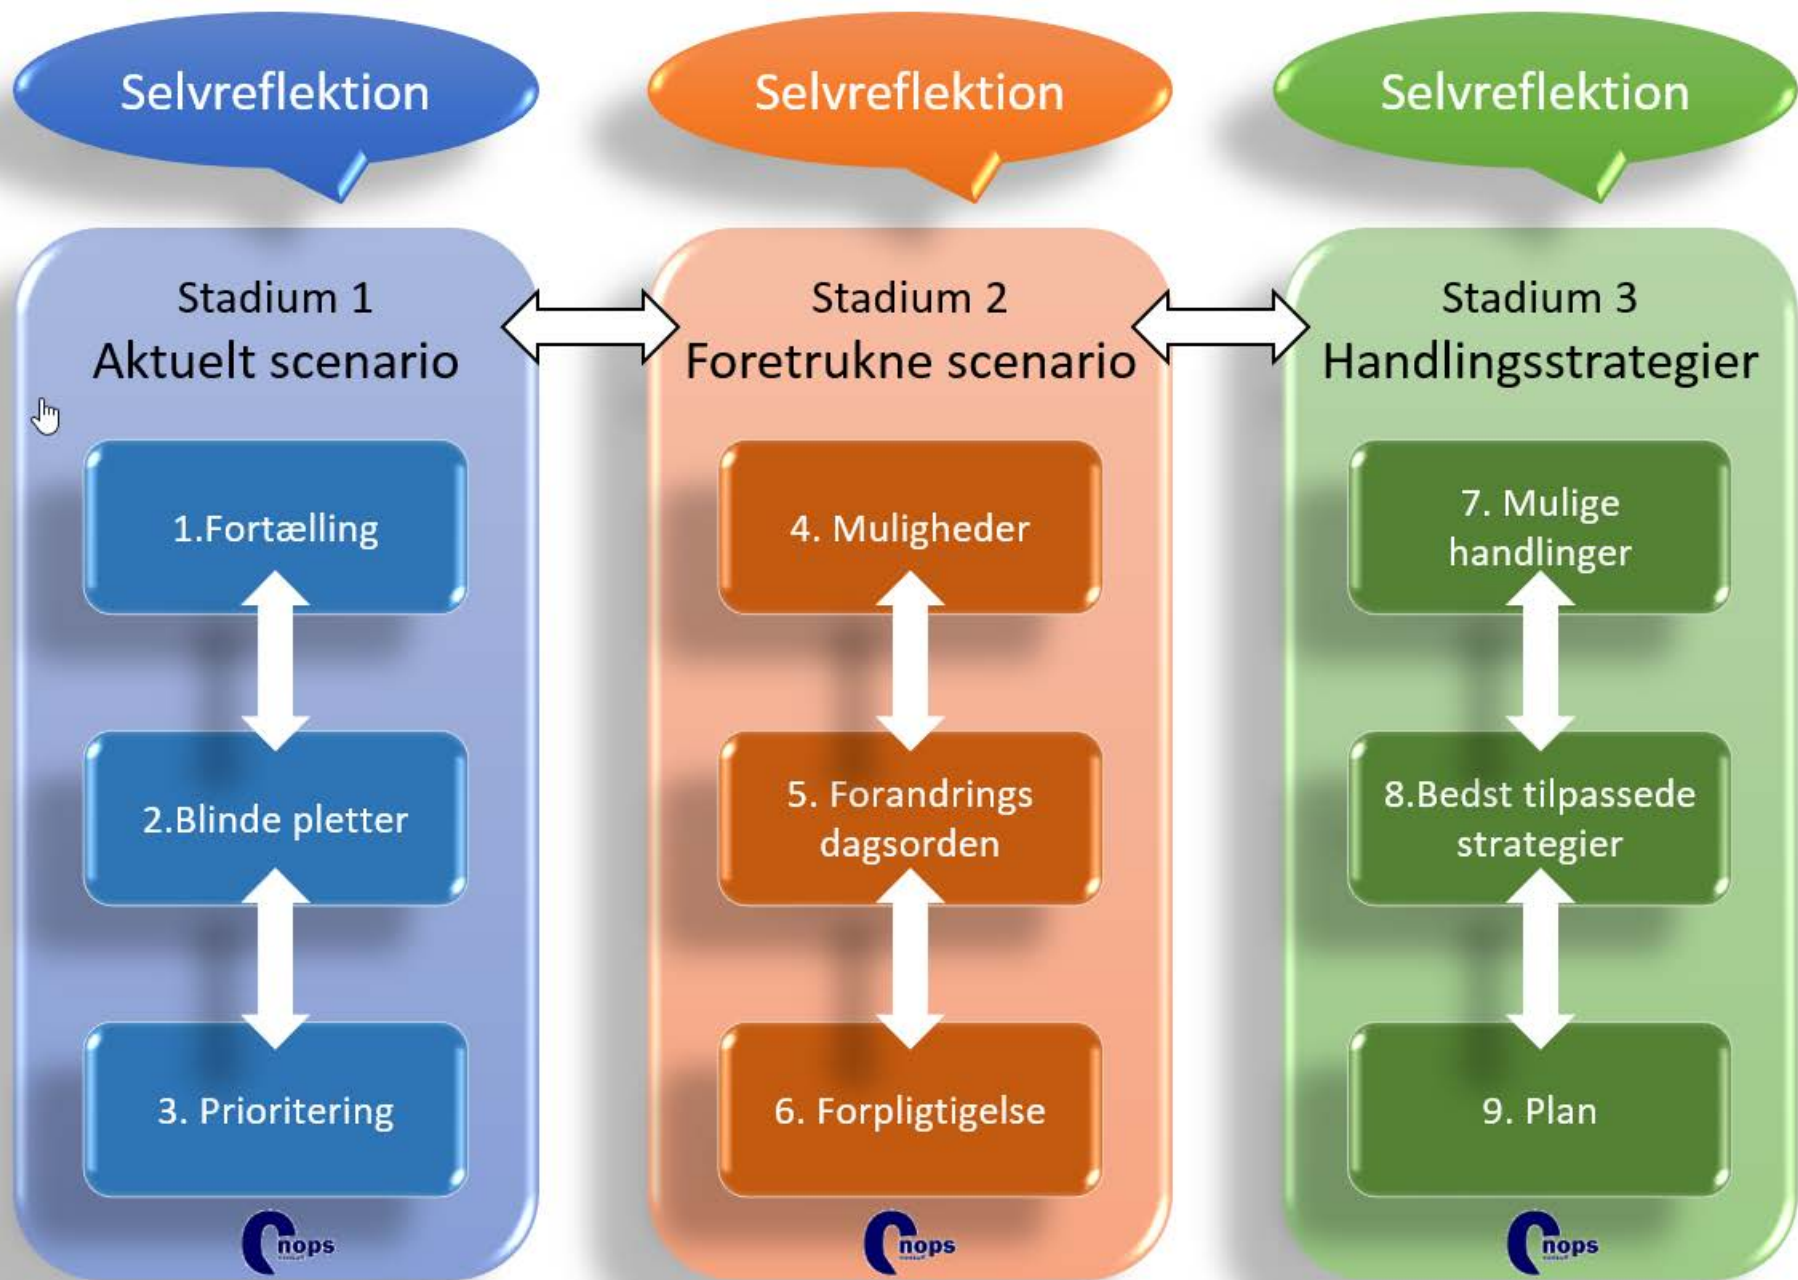 Selvreflektion
Selvreflektion
Selvreflektion
Stadium 1
Aktuelt scenario
1.Fortælling
2.Blinde pletter
3. Prioritering
nops
Stadium 2
Foretrukne scenario
4. Muligheder
5. Forandrings
dagsorden
6. Forpligtigelse
nops
Stadium 3
Handlingsstrategier
7. Mulige
handlinger
8.Bedst tilpassede
strategier
9. Plan
nops